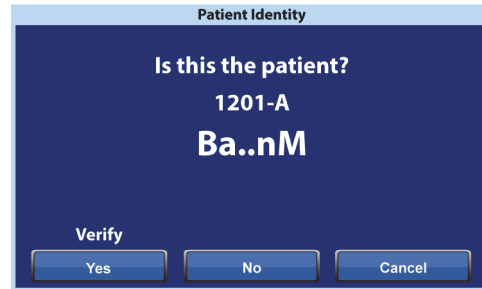 Patient Identity
Is this the patient?
1201-A
Ba..nM
Verify
Yes No Cancel